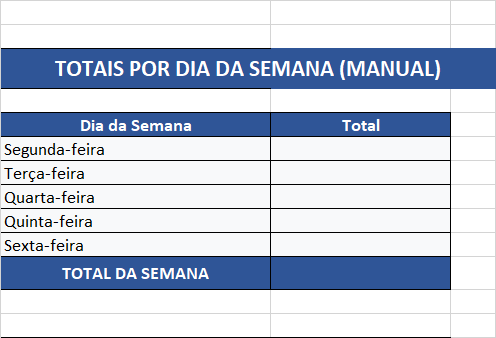 TOTAIS POR DIA DA SEMANA (MANUAL)
Dia da Semana Total
Segunda-feira
Terça-feira
Quarta-feira
Quinta-feira
Sexta-feira
TOTAL DA SEMANA